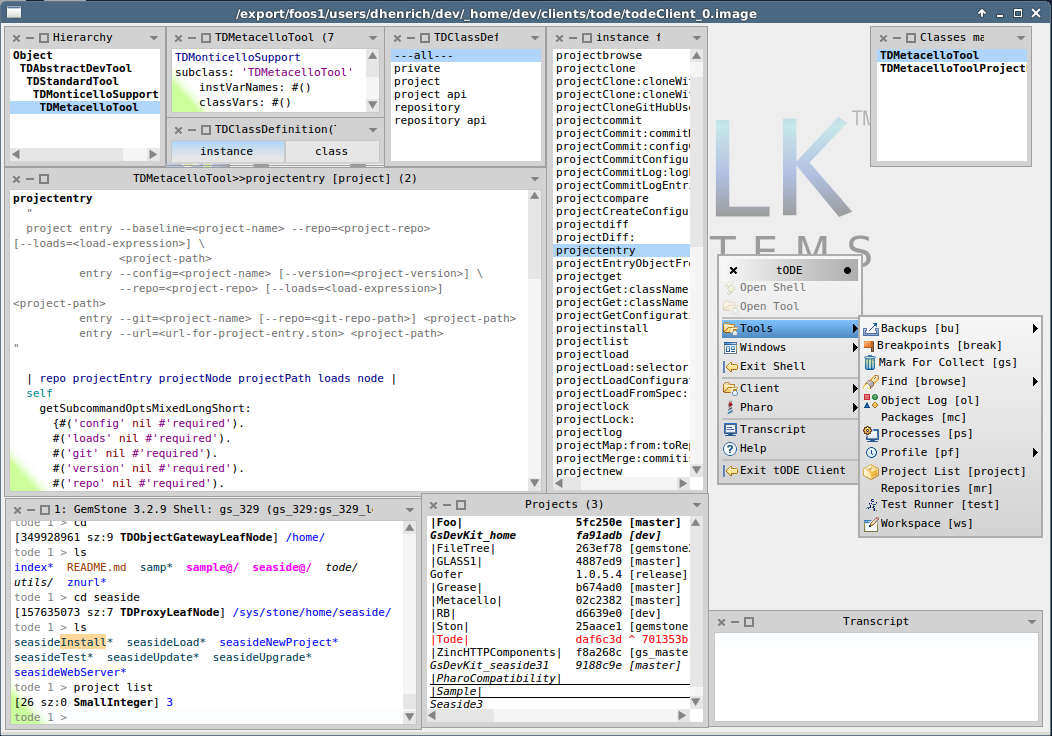 /export/foos1/users/dhenrich/dev/_home/dev/clients/tode/todeClient_0.image
Hierarchy
Object
TDAbstractDevTool
TDStandardTool
TDMonticelloSupport
TDMetacelloTool
TDMetacelloTool (7
TDMonticelloSupport
subclass: 'TDMetacelloTool'
instVarNames: #()
classVars: #()
TDClassDefinition(
instance
class
TDClassDef
---all---
private
project
project api
repository
repository api
instance f
projectbrowse
projectclone
projectClone:cloneWi
projectClone:cloneWi
projectCloneGitHubUs
projectcommit
projectCommit:commit
projectCommit:config
projectCommitConfigu
projectCommitLog:log
projectCommitLogEntr
projectcompare
projectCreateConfigu
projectdiff
projectDiff:
projectentry
projectEntryObjectFr
projectget
projectGet:className
projectGet:className
projectGetConfigurat
projectinstall
projectlist
projectload
projectLoad:selector
projectLoadConfigura
projectLoadFromSpec:
projectlock
projectLock:
projectlog
projectMap:from:toRe
projectMerge:commiti
projectnew
Classes ma
TDMetacelloTool
TDMetacelloToolProject
TM
LK
TEMS
TDMetacelloTool>>projectentry [project] (2)
projectentry
"
project entry --baseline=<project-name> --repo=<project-repo>
[--loads=<load-expression>] \
<project-path>
entry --config=<project-name> [--version=<project-version>] \
--repo=<project-repo> [--loads=<load-expression>]
<project-path>
entry --git=<project-name> [--repo=<git-repo-path>] <project-path>
entry --url=<url-for-project-entry.ston> <project-path>
"
| repo projectEntry projectNode projectPath loads node |
self
getSubcommandOptsMixedLongShort:
{#('config' nil #'required').
#('loads' nil #'required').
#('git' nil #'required').
#('version' nil #'required').
#('repo' nil #'required').
tODE
Open Shell
Open Tool
Tools
Windows
Exit Shell
Client
Pharo
Transcript
Help
Exit tODE Client
Backups [bu]
Breakpoints [break]
Mark For Collect [gs]
Find [browse]
Object Log [ol]
Packages [mc]
Processes [ps]
Profile [pf]
Project List [project]
Repositories [mr]
Test Runner [test]
Workspace [ws]
1: GemStone 3.2.9 Shell: gs_329 (gs_329:gs_329_l
tode 1 > cd
[349928961 sz:9 TDObjectGatewayLeafNode] /home/
tode 1 > ls
index* README.md samp* sample@/ seaside@/ tode/
utils/ znurl*
tode 1 > cd seaside
[157635073 sz:7 TDProxyLeafNode] /sys/stone/home/seaside/
tode 1 > ls
seasideInstall* seasideLoad* seasideNewProject*
seasideTest* seasideUpdate* seasideUpgrade*
seasideWebServer*
tode 1 > project list
[26 sz:0 SmallInteger] 3
tode 1 >
Projects (3)
|Foo| 5fc250e [master]
GsDevKit_home fa91adb [dev]
|FileTree| 263ef78 [gemstone
|GLASS1| 4887ed9 [master]
Gofer 1.0.5.4 [release]
|Grease| b674ad0 [master]
|Metacello| 02c2382 [master]
|RB| d6639e0 [dev]
|Ston| 25aace1 [gemstone
|Tode| daf6c3d ^ 701353b
|ZincHTTPComponents| f8a268c [gs_maste
GsDevKit_seaside31 9188c9e [master]
|PharoCompatibility|
|Sample|
Seaside3
Transcript